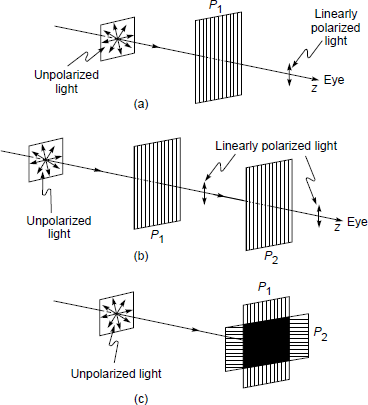 P1
Linearly
polarized
light
Unpolarized
light
z Eye
(a)
Linearly polarized light
Unpolarized
light
P1
P2
z Eye
(b)
P1
P2
Unpolarized light
(c)